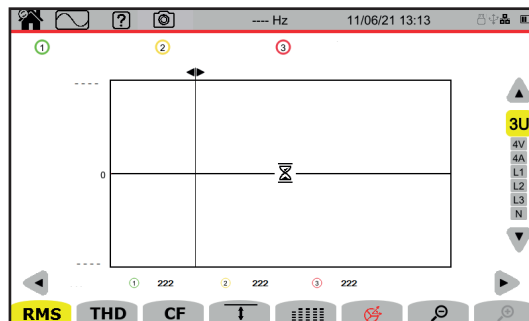 ? ---- Hz 11/06/21 13:13
1 2 3
----
3U
4V
4A
L1
L2
L3
N
0
----
1 222 2 222 3 222
RMS THD CF